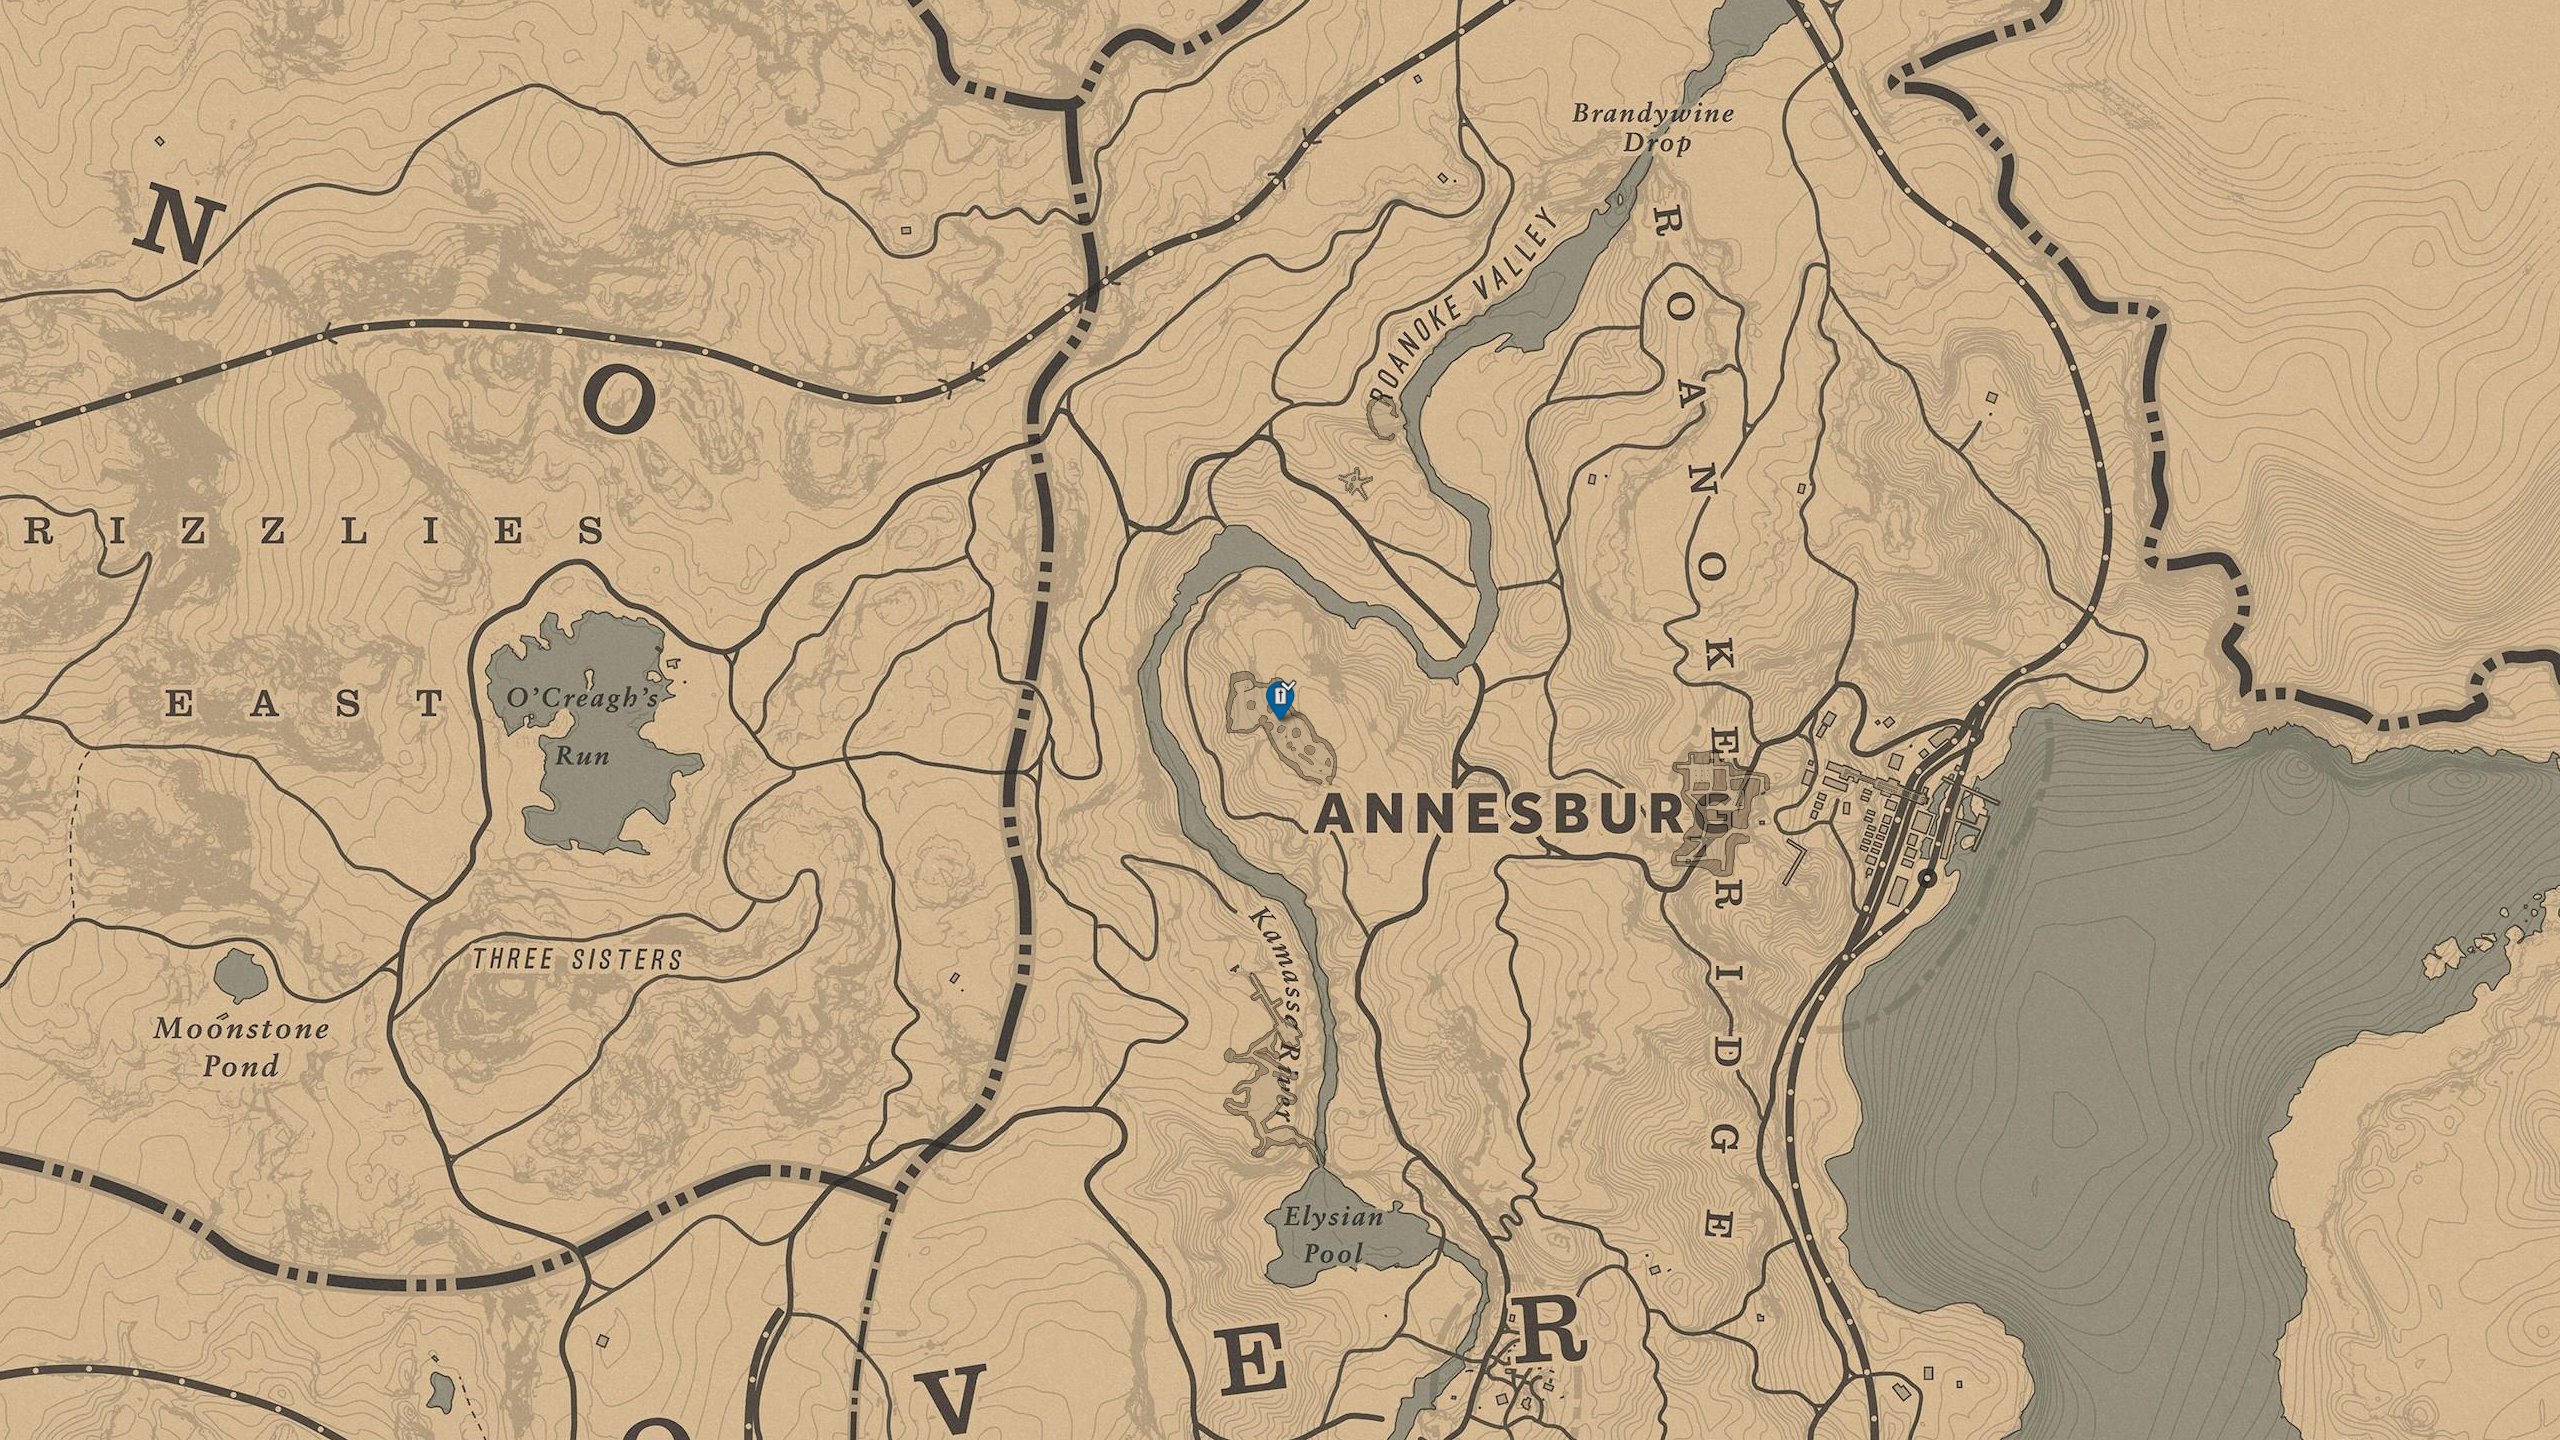 N
O
Brandywine
Drop
ROANOKE VALLEY
RIZZLIES
EAST
O'Creagh's
Run
ROANOKE RIDGE
ANNESBURG
THREE SISTERS
Moonstone
Pond
Kamassa River
Elysian
Pool
O V E R